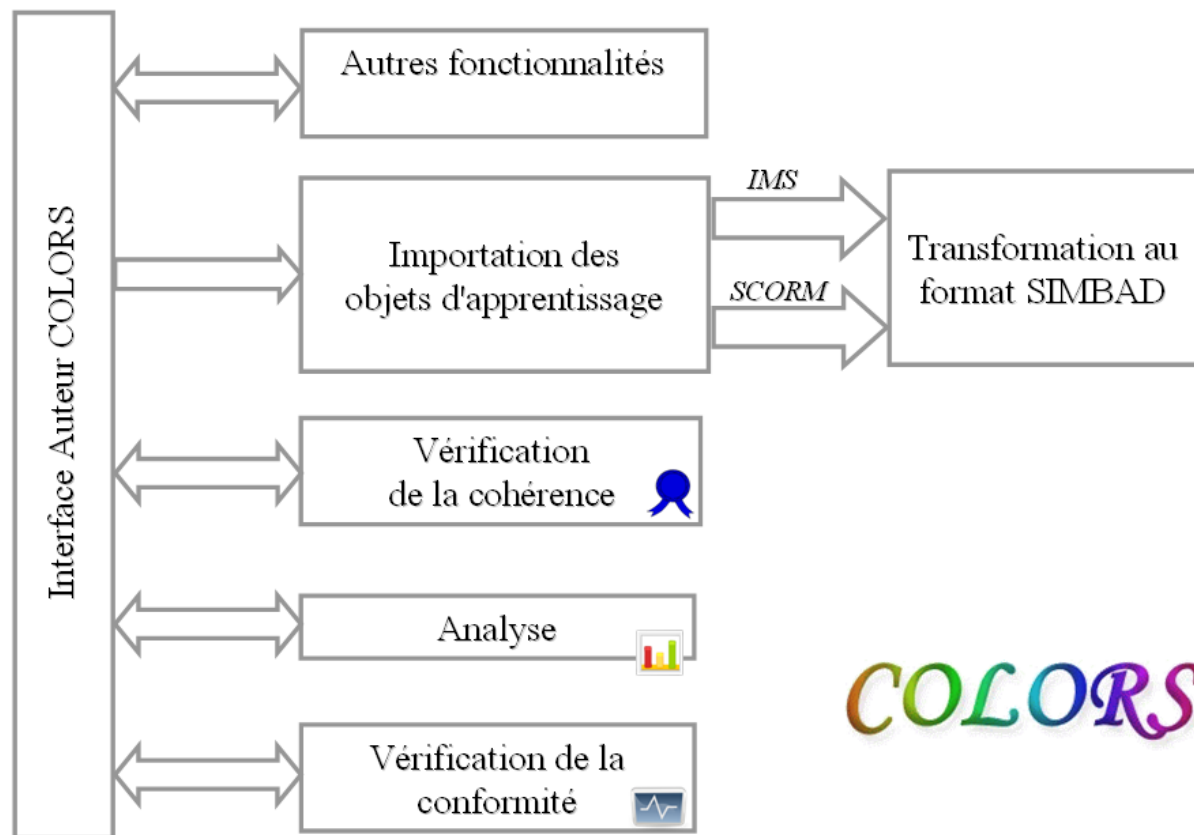 Interface Auteur COLORS
Autres fonctionnalités
Importation des
objets d'apprentissage
IMS
SCORM
Transformation au
format SIMBAD
Vérification
de la cohérence
Analyse
Vérification de la
conformité
COLORS